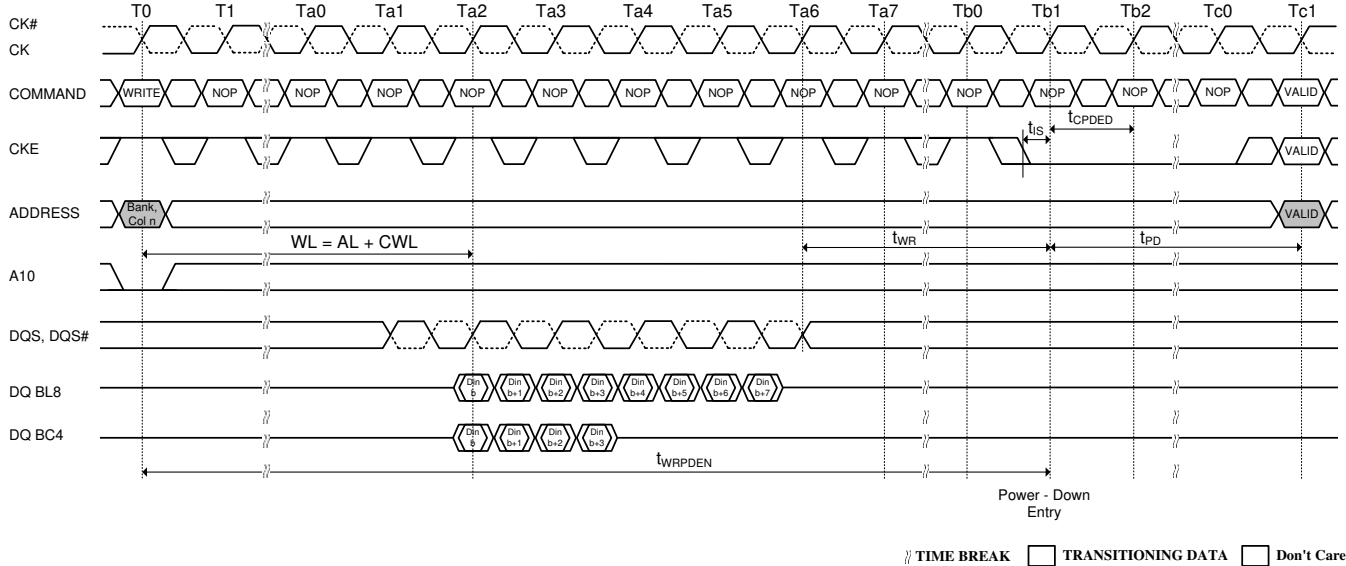 T0 T1 Ta0 Ta1 Ta2 Ta3 Ta4 Ta5 Ta6 Ta7 Tb0 Tb1 Tb2 Tc0 Tc1
CK#
CK
COMMAND WRITE NOP NOP NOP NOP NOP NOP NOP NOP NOP NOP NOP NOP NOP VALID
tIS tCPDED
CKE VALID
ADDRESS Bank, Col n VALID
WL = AL + CWL tWR tPD
A10
DQS, DQS#
DQ BL8 Din b Din b+1 Din b+2 Din b+3 Din b+4 Din b+5 Din b+6 Din b+7
DQ BC4 Din b Din b+1 Din b+2 Din b+3
tWRPDEN
Power - Down
Entry
TIME BREAK TRANSITIONING DATA Don't Care